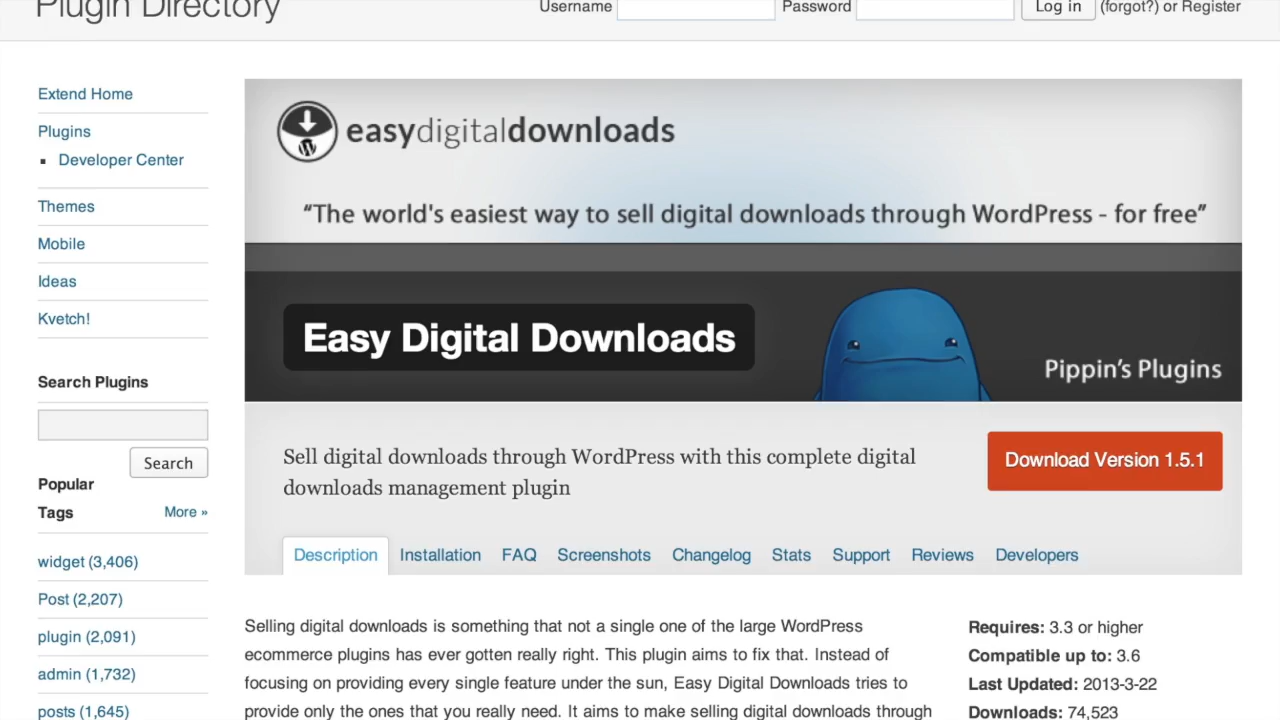 Plugin Directory
Username
Password
Log in
(forgot?) or Register
Extend Home
Plugins
Developer Center
Themes
Mobile
Ideas
Kvetch!
Search Plugins
Search
Popular
Tags
More »
widget (3,406)
Post (2,207)
plugin (2,091)
admin (1,732)
posts (1,645)
easydigitaldownloads
“The world's easiest way to sell digital downloads through WordPress - for free”
Easy Digital Downloads
Pippin’s Plugins
Sell digital downloads through WordPress with this complete digital
downloads management plugin
Download Version 1.5.1
Description
Installation
FAQ
Screenshots
Changelog
Stats
Support
Reviews
Developers
Selling digital downloads is something that not a single one of the large WordPress
ecommerce plugins has ever gotten really right. This plugin aims to fix that. Instead of
focusing on providing every single feature under the sun, Easy Digital Downloads tries to
provide only the ones that you really need. It aims to make selling digital downloads through
Requires: 3.3 or higher
Compatible up to: 3.6
Last Updated: 2013-3-22
Downloads: 74,523